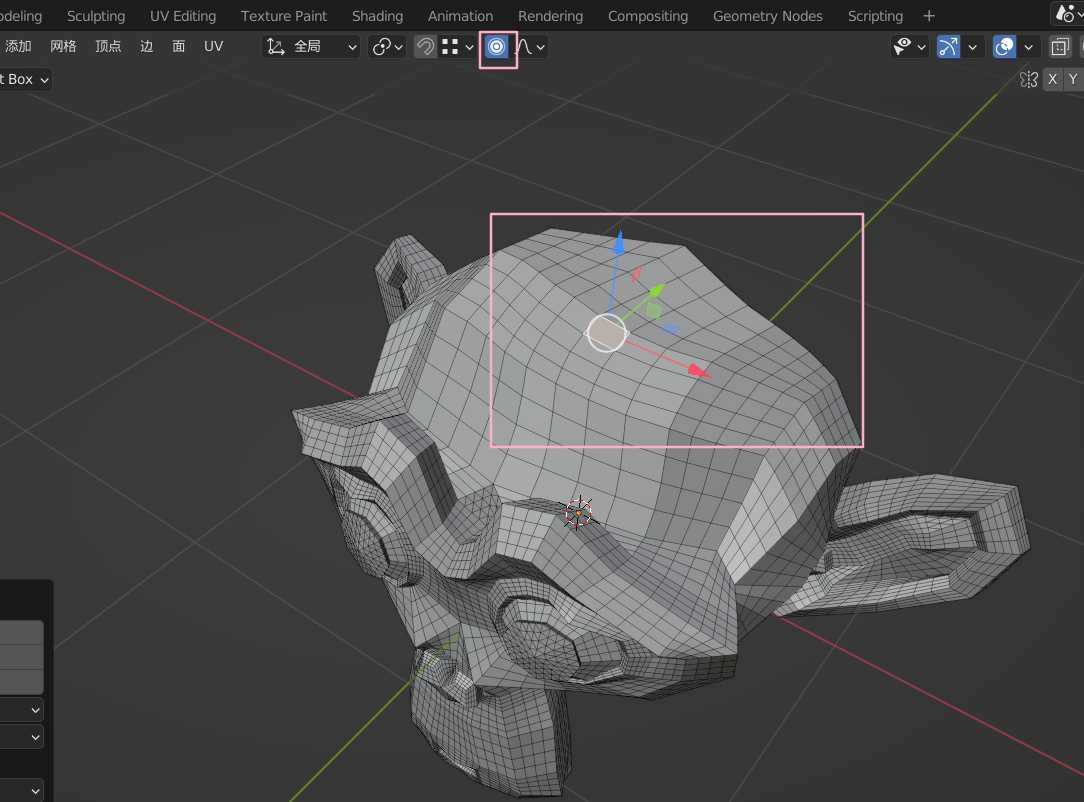 odeling Sculpting UV Editing Texture Paint Shading Animation Rendering Compositing Geometry Nodes Scripting +
添加 网格 顶点 边 面 UV 全局
t Box X Y